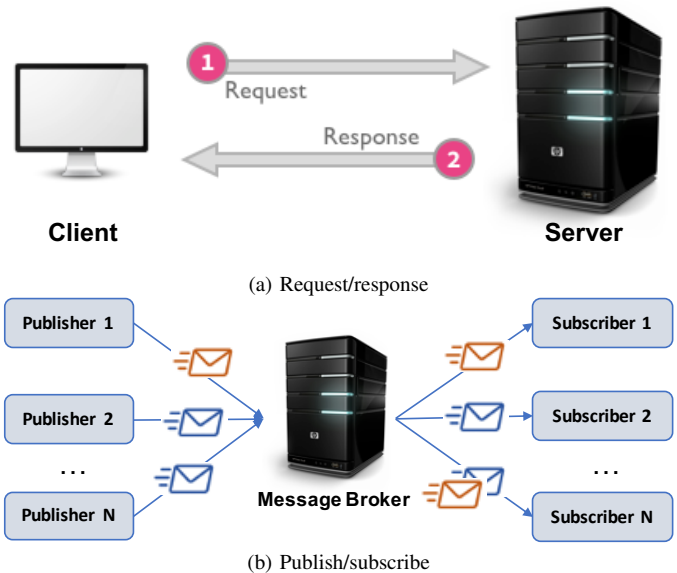 1
Request
Response
2
Client
Server
(a) Request/response
Publisher 1
Subscriber 1
Publisher 2
Subscriber 2
...
...
Message Broker
Publisher N
Subscriber N
(b) Publish/subscribe